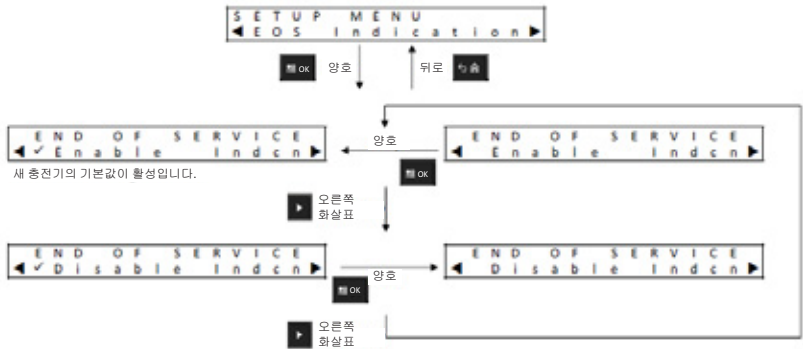 SETUP MENU
◀EOS Indication▶
OK 양호 뒤로
END OF SERVICE
◀✓Enable Indcn▶
양호
OK
END OF SERVICE
◀ Enable Indcn▶
새 충전기의 기본값이 활성입니다.
오른쪽
화살표
END OF SERVICE
◀✓Disable Indcn▶
양호
OK
END OF SERVICE
◀ Disable Indcn▶
오른쪽
화살표